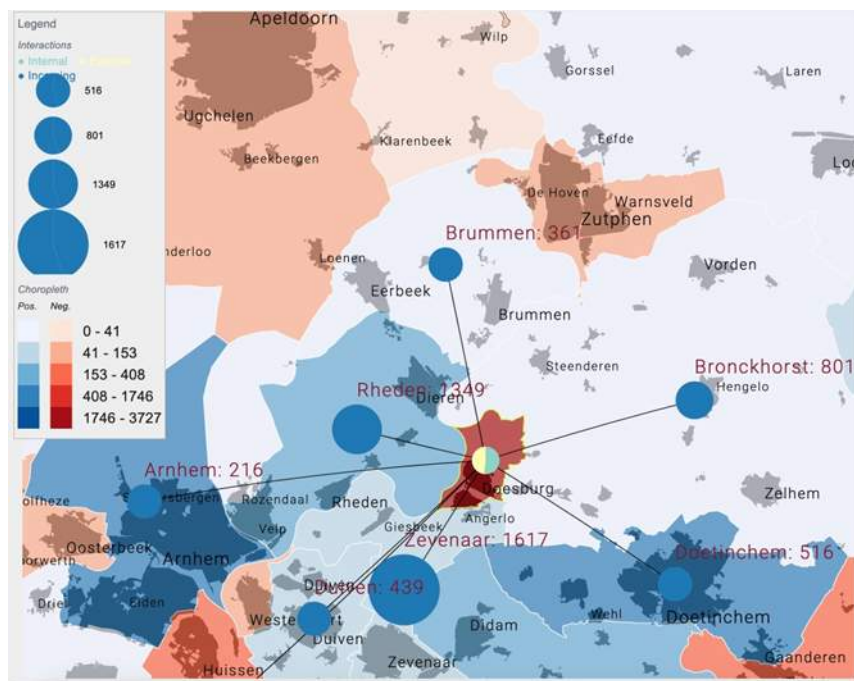 Legend
Interactions
Internal
Incoming
516
801
1349
1617
Choropleth
Pos. Neg.
0 - 41
41 - 153
153 - 408
408 - 1746
1746 - 3727
Apeldoorn
Wilp
Gorssel
Laren
Ugchelen
Klarenbeek
Eefde
Beekbergen
De Hoven
Warnsveld
Zutphen
Brummen: 361
Loenen
Vorden
Eerbeek
Brummen
Steenderen
Bronckhorst: 801
Hengelo
Rheden: 1349
Dieren
Arnhem: 216
Doesburg
Zelhem
Rozendaal
Rheden
Velp
Giesbeek
Angerlo
Oosterbeek
Arnhem
Zevenaar: 1617
Doetinchem: 516
Duiven: 439
Driel
Elden
Wehl
Doetinchem
Didam
Duiven
Huissen
Zevenaar
Gaanderen